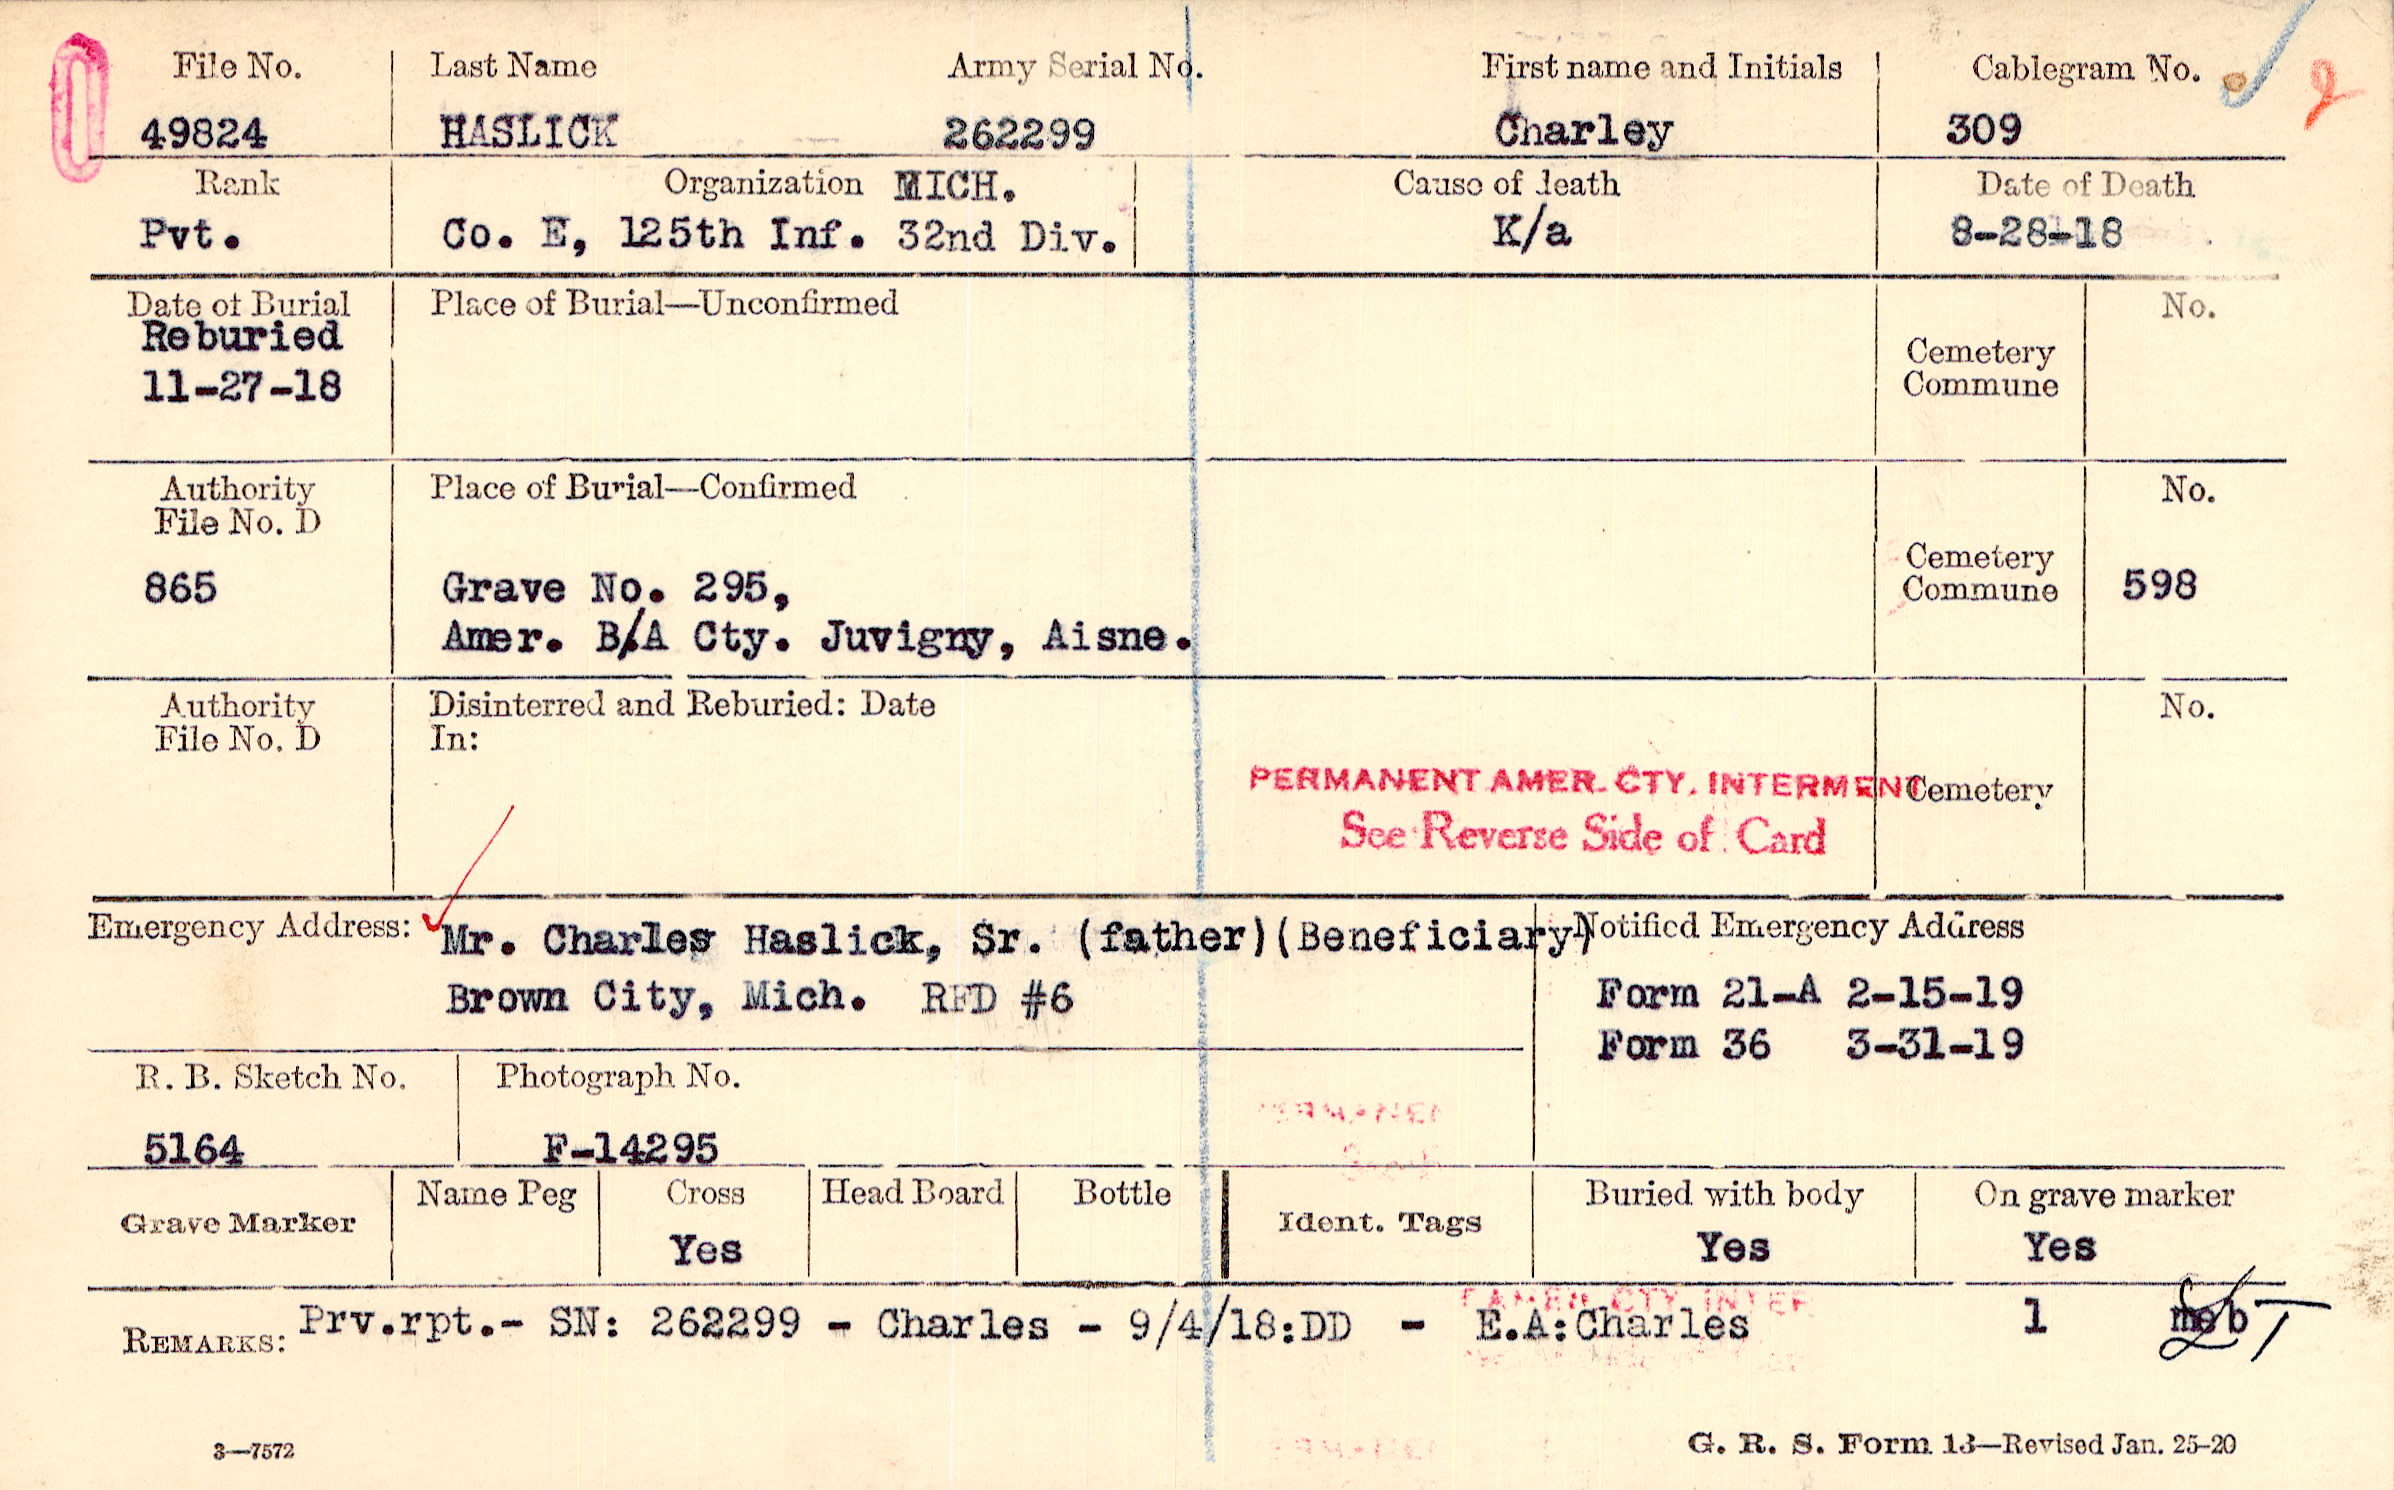 File No. Last Name Army Serial No. First name and Initials Cablegram No. 2
49824 HASLICK 262299 Charley 309
Rank Organization MICH. Cause of death Date of Death
Pvt. Co. E, 125th Inf. 32nd Div. K/a 8-28-18
Date of Burial Place of Burial—Unconfirmed No.
Reburied
11-27-18
Cemetery
Commune
Authority Place of Burial—Confirmed No.
File No. D
Cemetery
865 Grave No. 295, Commune 598
Amer. B/A Cty. Juvigny, Aisne.
Authority Disinterred and Reburied: Date No.
File No. D In:
PERMANENT AMER. CTY. INTERMENT Cemetery
See Reverse Side of Card
Emergency Address: Mr. Charles Haslick, Sr. (father)(Beneficiary) Notified Emergency Address
Brown City, Mich. RFD #6 Form 21-A 2-15-19
Form 36 3-31-19
R. B. Sketch No. Photograph No.
5164 F-14295
Grave Marker Name Peg Cross Head Board Bottle Ident. Tags Buried with body On grave marker
Yes Yes Yes
REMARKS: Prv.rpt.- SN: 262299 - Charles - 9/4/18:DD - E.A:Charles 1 meb
3—7572 G. R. S. Form 13—Revised Jan. 25-20